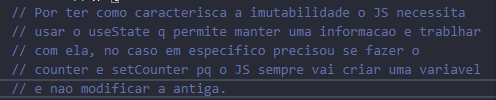 // Por ter como caracterisca a imutabilidade o JS necessita
// usar o useState q permite manter uma informacao e trablhar
// com ela, no caso em especifico precisou se fazer o
// counter e setCounter pq o JS sempre vai criar uma variavel
// e nao modificar a antiga.